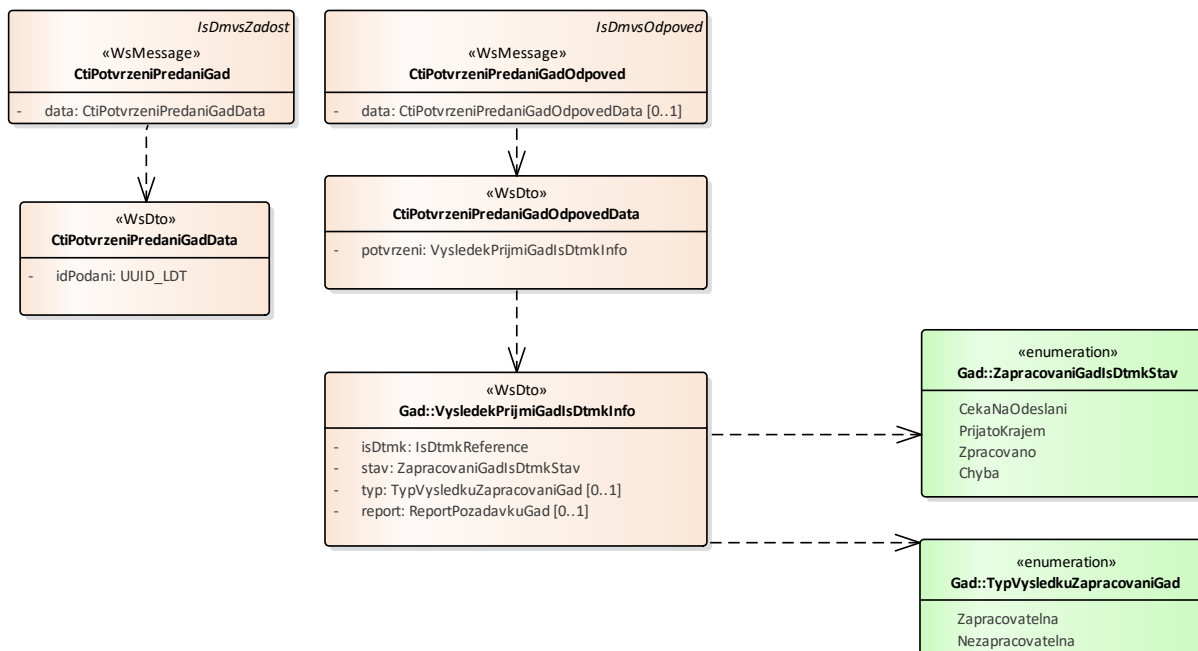 IsDmvsZadost
«WsMessage»
CtiPotvrzeniPredaniGad
- data: CtiPotvrzeniPredaniGadData
IsDmvsOdpoved
«WsMessage»
CtiPotvrzeniPredaniGadOdpoved
- data: CtiPotvrzeniPredaniGadOdpovedData [0..1]
«WsDto»
CtiPotvrzeniPredaniGadData
- idPodani: UUID_LDT
«WsDto»
CtiPotvrzeniPredaniGadOdpovedData
- potvrzeni: VysledekPrijmiGadIsDtmkInfo
«WsDto»
Gad::VysledekPrijmiGadIsDtmkInfo
- isDtmk: IsDtmkReference
- stav: ZapracovaniGadIsDtmkStav
- typ: TypVysledkuZapracovaniGad [0..1]
- report: ReportPozadavkuGad [0..1]
«enumeration»
Gad::ZapracovaniGadIsDtmkStav
CekaNaOdeslani
PrijatoKrajem
Zpracovano
Chyba
«enumeration»
Gad::TypVysledkuZapracovaniGad
Zapracovatelna
Nezapracovatelna